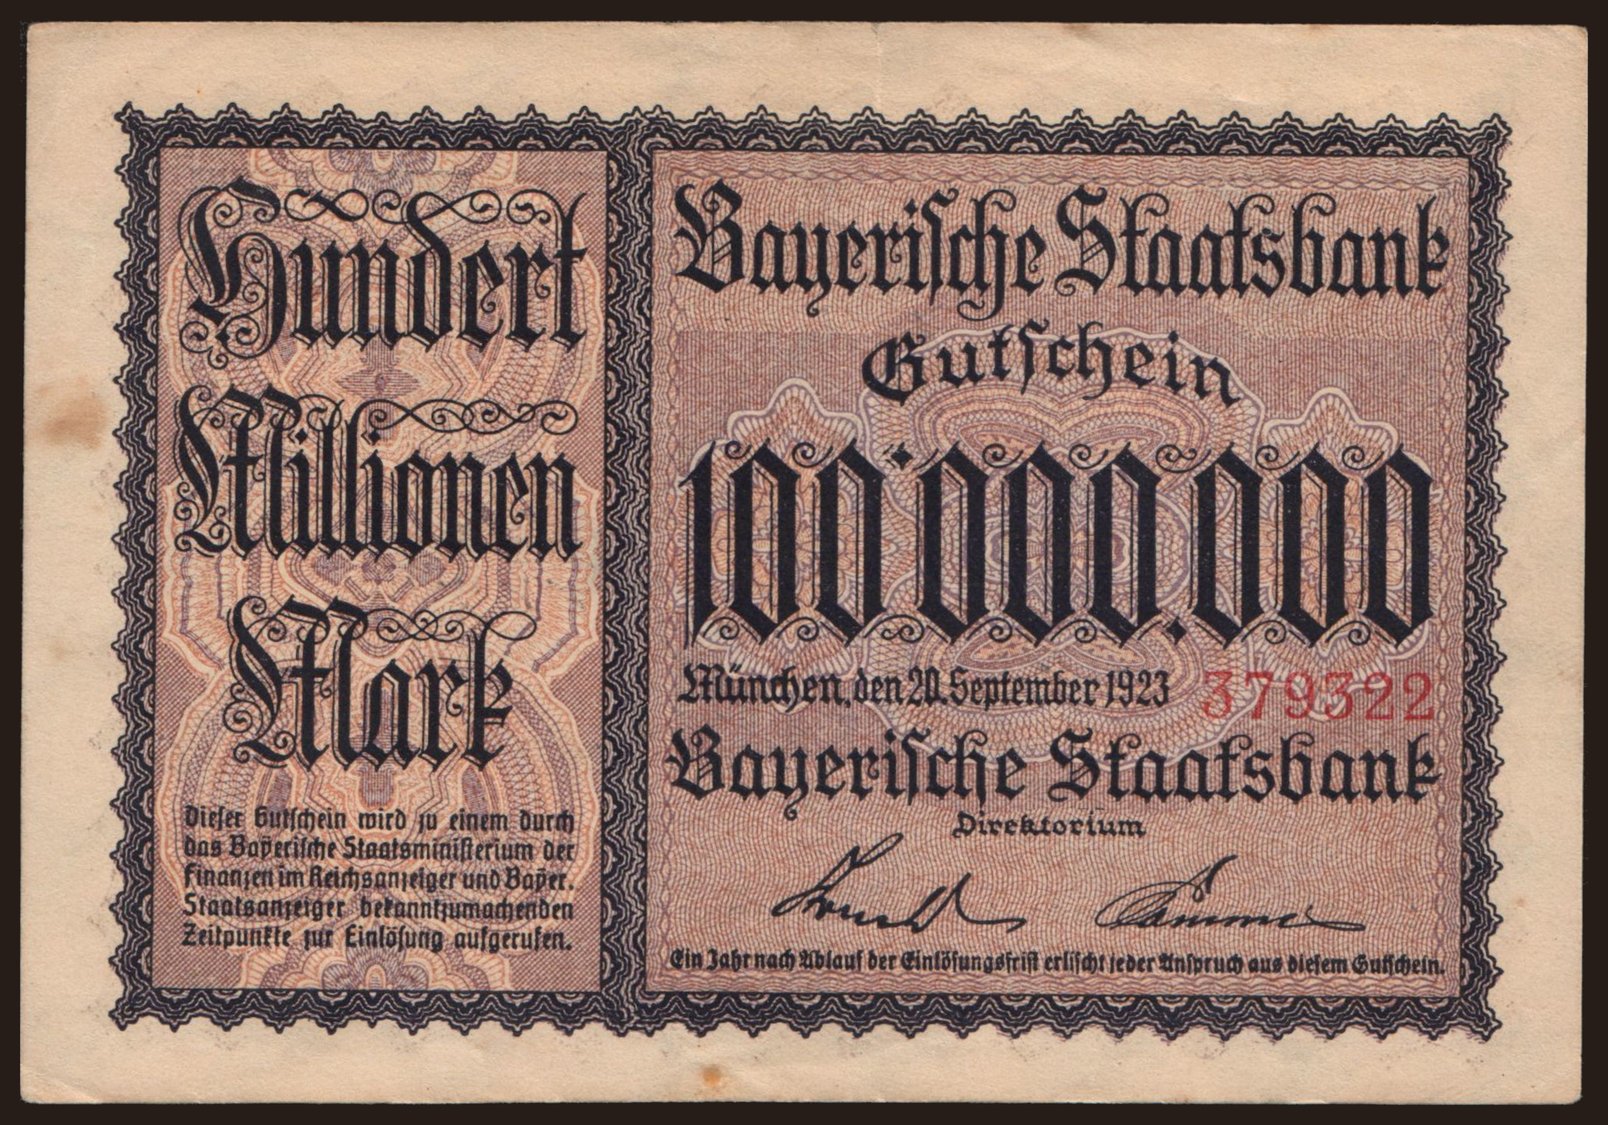 Hundert
Millionen
Mark
Dieser Gutschein wird zu einem durch
das Bayerische Staatsministerium der
Finanzen im Reichsanzeiger und Bayer.
Staatsanzeiger bekanntzumachenden
Zeitpunkte zur Einlösung aufgerufen.
Bayerische Staatsbank
Gutschein
100.000.000
München, den 20. September 1923 379322
Bayerische Staatsbank
Direktorium
Ein Jahr nach Ablauf der Einlösungsfrist erlischt jeder Anspruch aus diesem Gutschein.